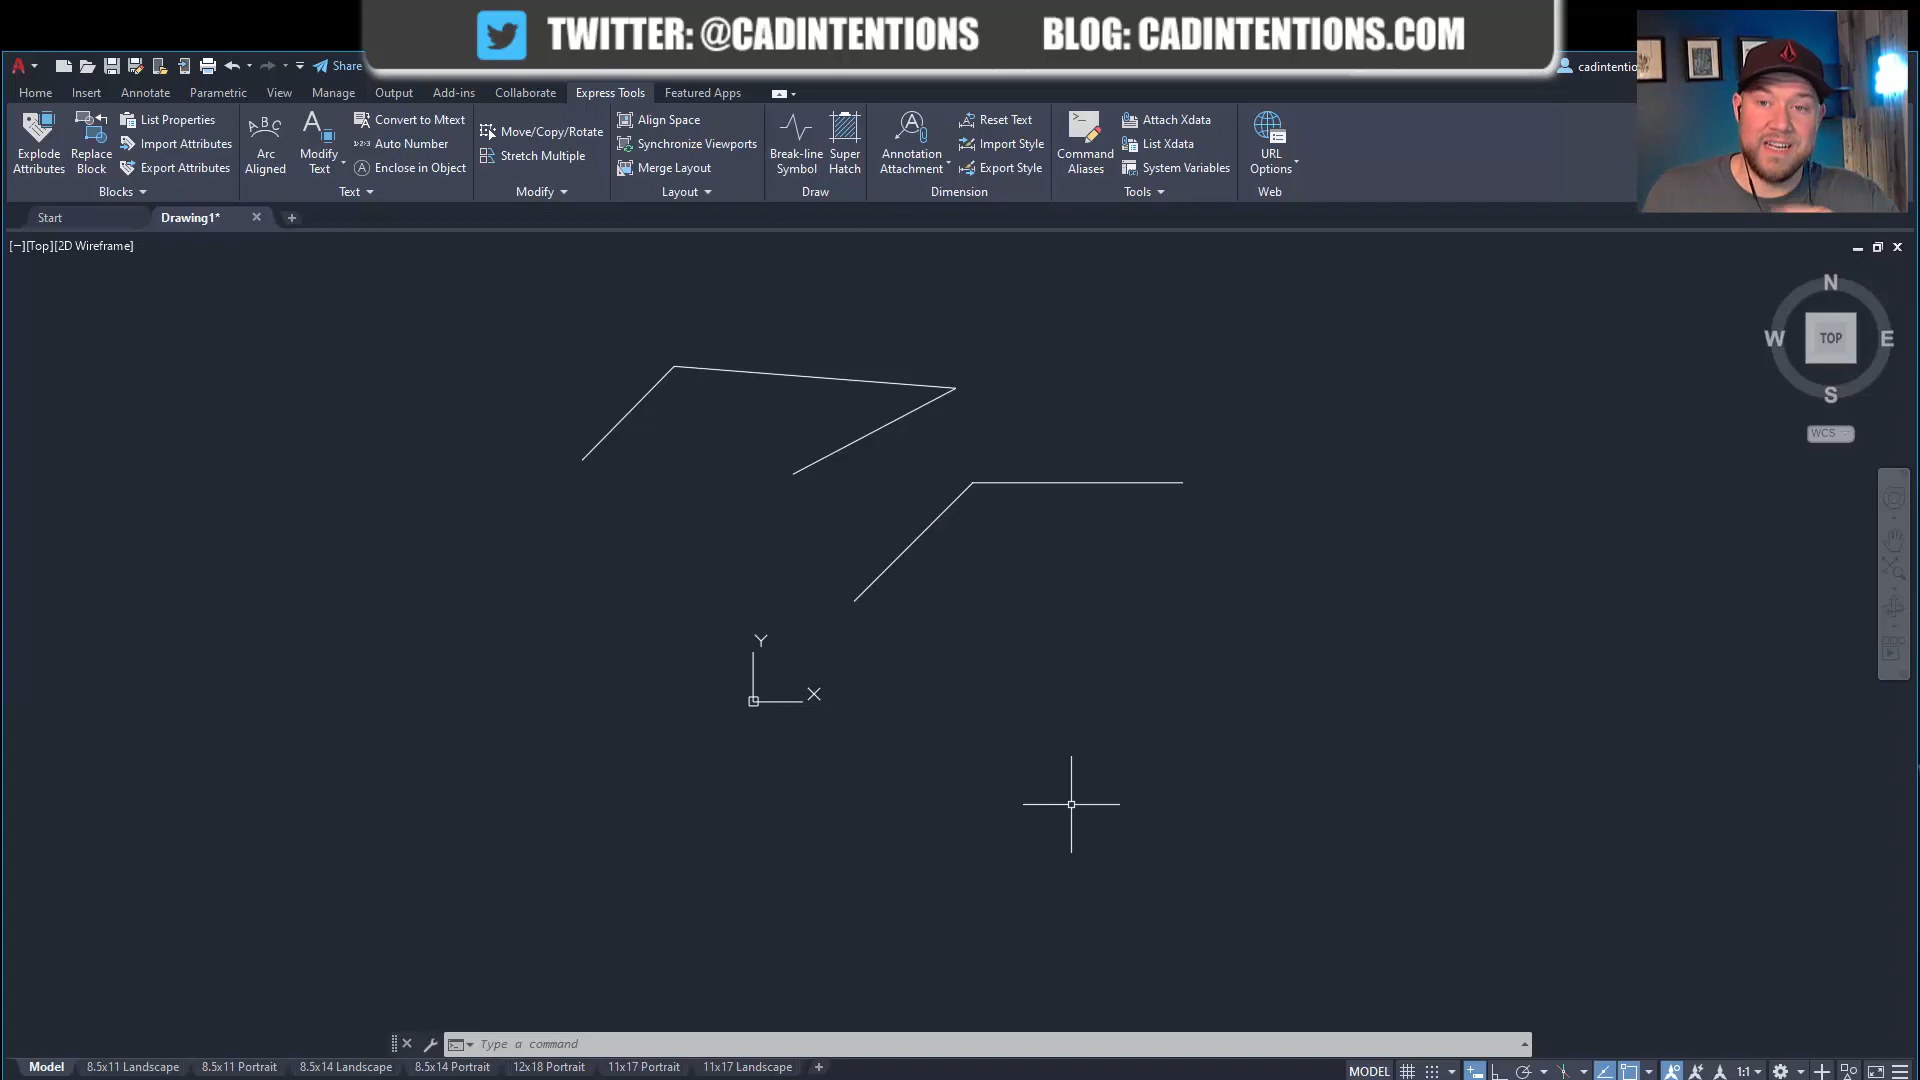 TWITTER: @CADINTENTIONS BLOG: CADINTENTIONS.COM
Share
cadintentio
Home Insert Annotate Parametric View Manage Output Add-ins Collaborate Express Tools Featured Apps
Explode Attributes
Replace Block
List Properties
Import Attributes
Export Attributes
Blocks
ABC
Arc Aligned
A
Modify Text
Convert to Mtext
Auto Number
Enclose in Object
Text
Move/Copy/Rotate
Stretch Multiple
Modify
Align Space
Synchronize Viewports
Merge Layout
Layout
Break-line Symbol
Super Hatch
Draw
Annotation Attachment
Reset Text
Import Style
Export Style
Dimension
Command Aliases
Attach Xdata
List Xdata
System Variables
Tools
URL Options
Web
Start Drawing1*
[−][Top][2D Wireframe]
N
W TOP E
S
WCS
Y
X
Type a command
Model 8.5x11 Landscape 8.5x11 Portrait 8.5x14 Landscape 8.5x14 Portrait 12x18 Portrait 11x17 Portrait 11x17 Landscape
MODEL 1:1